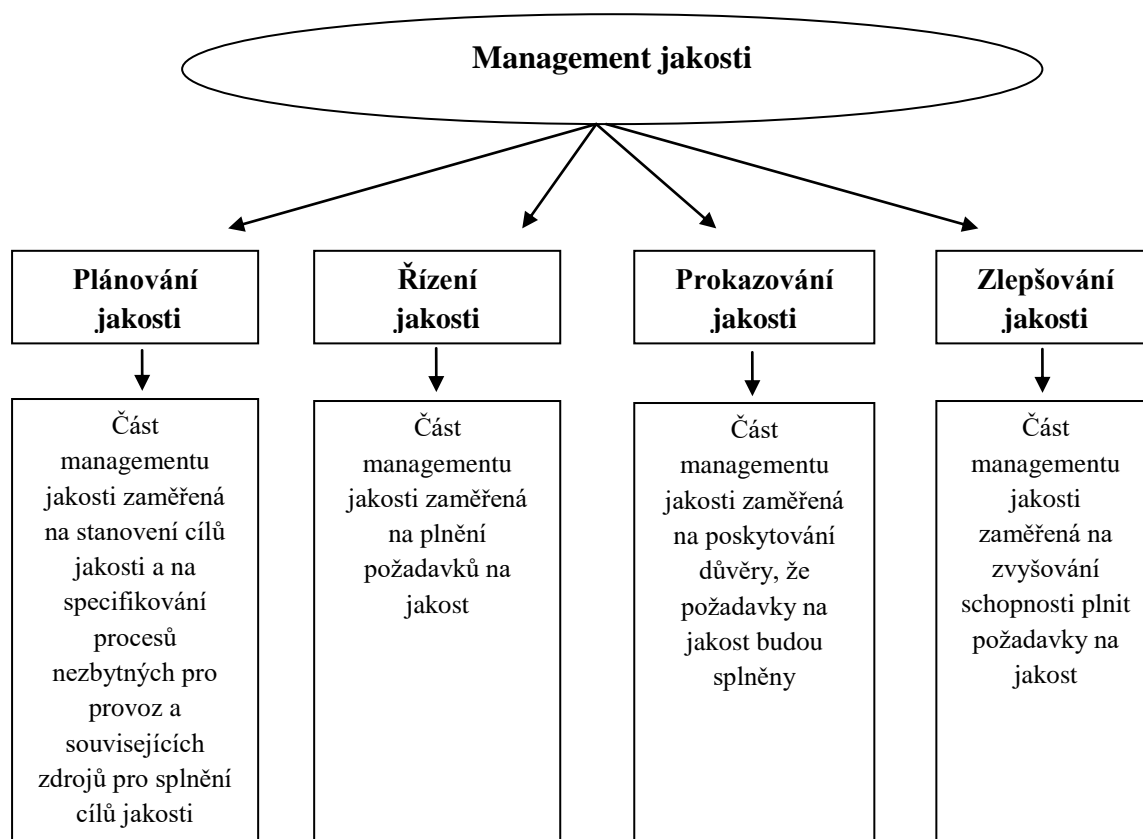 Management jakosti
Plánování
jakosti
Řízení
jakosti
Prokazování
jakosti
Zlepšování
jakosti
Část
managementu
jakosti zaměřená
na stanovení cílů
jakosti a na
specifikování
procesů
nezbytných pro
provoz a
souvisejících
zdrojů pro splnění
cílů jakosti
Část
managementu
jakosti zaměřená
na plnění
požadavků na
jakost
Část
managementu
jakosti zaměřená
na poskytování
důvěry, že
požadavky na
jakost budou
splněny
Část
managementu
jakosti
zaměřená na
zvyšování
schopnosti plnit
požadavky na
jakost